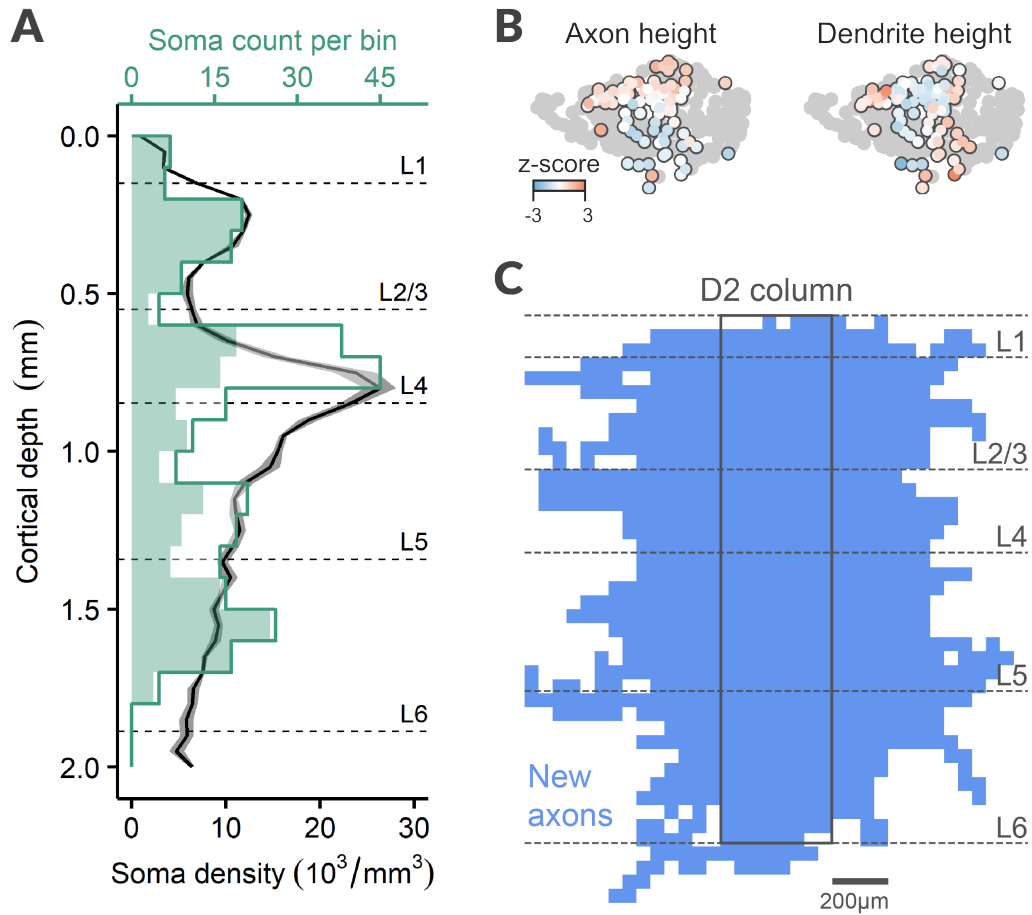 A
Soma count per bin
0 15 30 45
0.0
0.5
1.0
1.5
2.0
Cortical depth (mm)
L1
L2/3
L4
L5
L6
0 10 20 30
Soma density (10³/mm³)
B
Axon height
Dendrite height
z-score
-3 3
C
D2 column
L1
L2/3
L4
L5
L6
New
axons
200µm